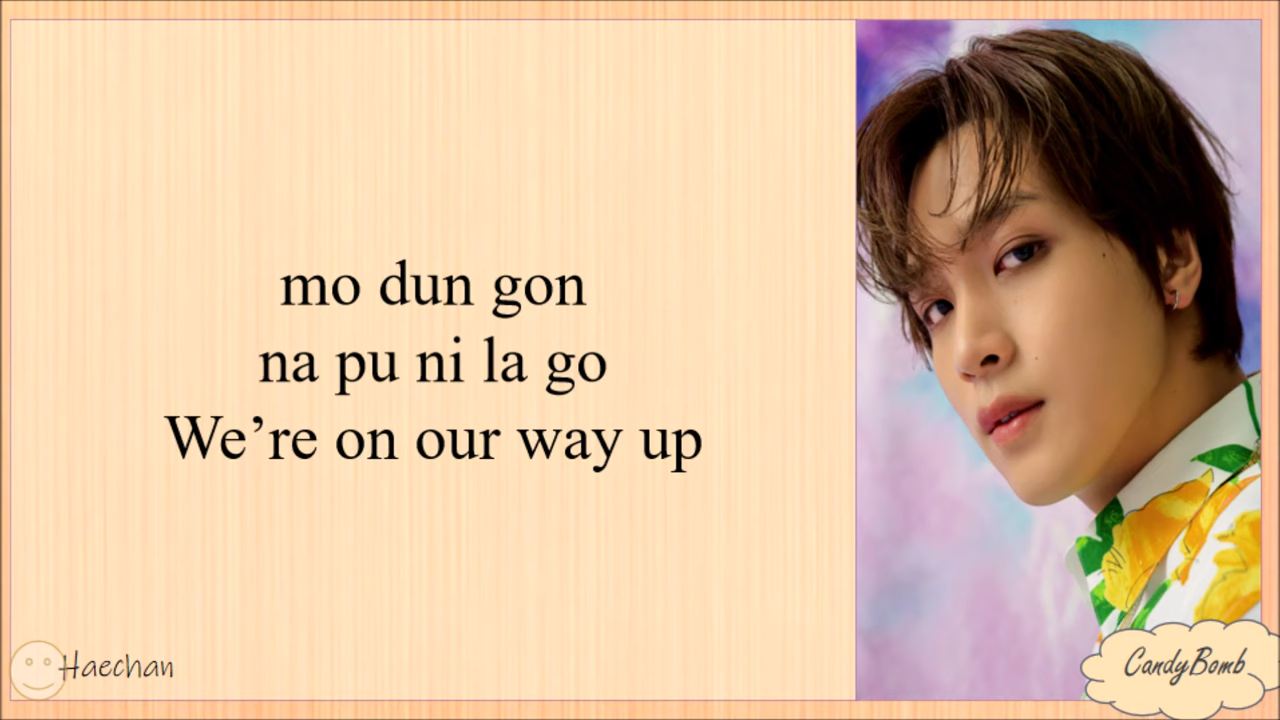 mo dun gon
na pu ni la go
We’re on our way up
Haechan
CandyBomb